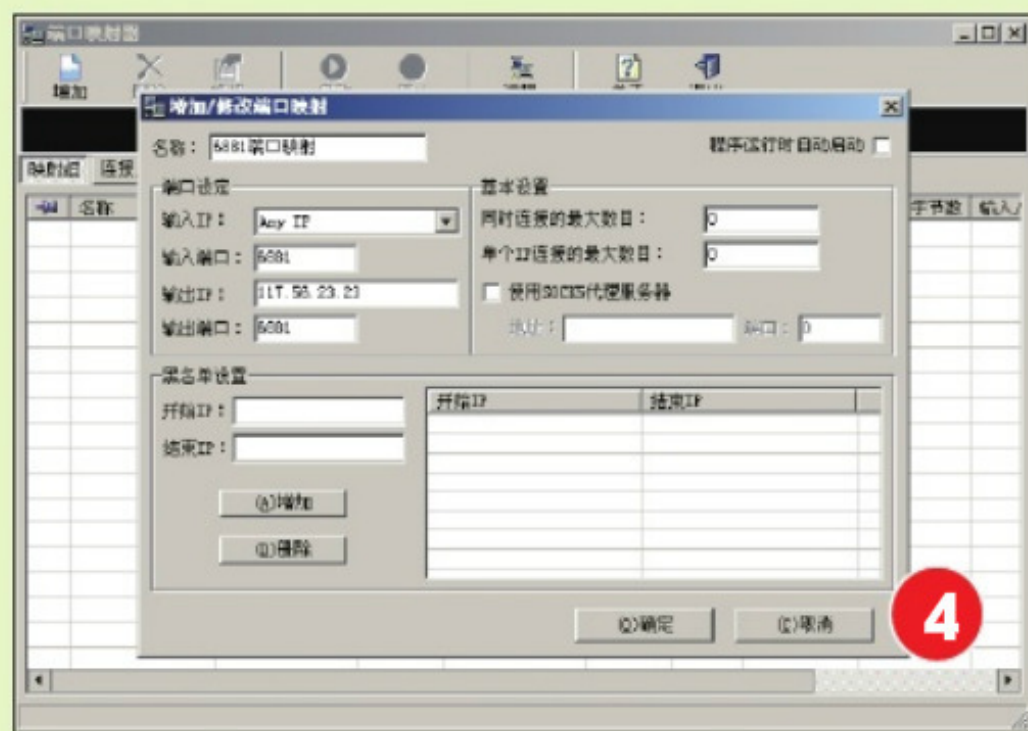 端口映射器
增加
增加/修改端口映射
名称： 6881端口映射
程序运行时自动启动
映射组 连接
名称
字节数 输入/
端口设定
输入IP： Any IP
输入端口： 6881
输出IP：
输出端口： 6881
基本设置
同时连接的最大数目： 0
单个IP连接的最大数目： 0
使用SOCKS代理服务器
地址： 端口： 0
黑名单设置
开始IP：
结束IP：
开始IP 结束IP
(A)增加
(D)删除
(O)确定 (C)取消
4